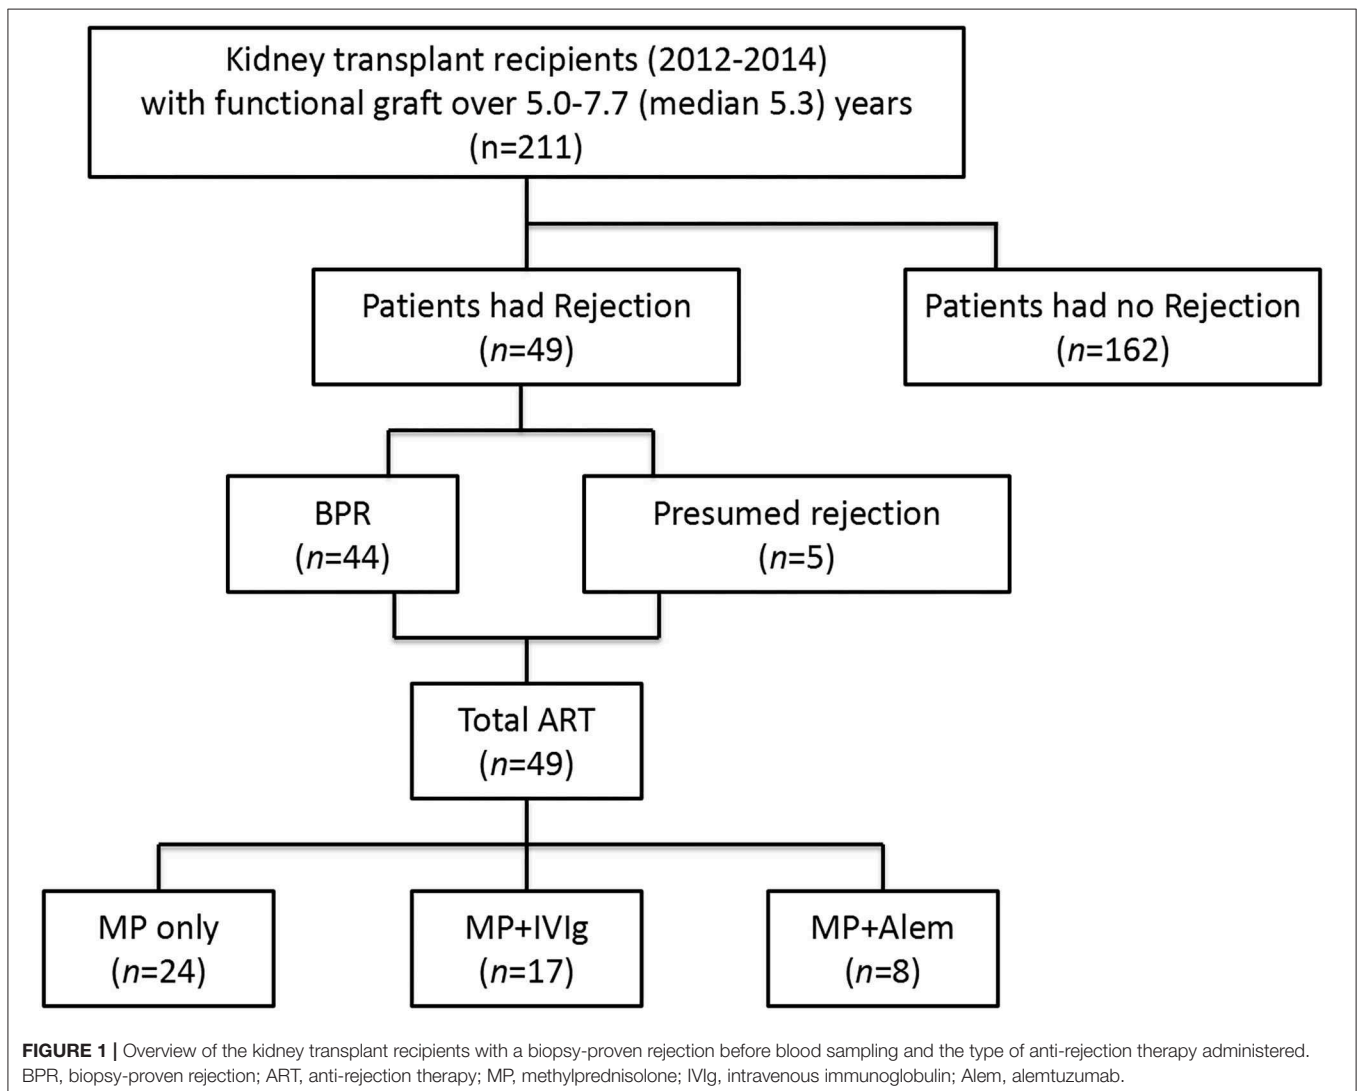 Kidney transplant recipients (2012-2014)
with functional graft over 5.0-7.7 (median 5.3) years
(n=211)
Patients had Rejection
(n=49)
Patients had no Rejection
(n=162)
BPR
(n=44)
Presumed rejection
(n=5)
Total ART
(n=49)
MP only
(n=24)
MP+IVIg
(n=17)
MP+Alem
(n=8)
FIGURE 1 | Overview of the kidney transplant recipients with a biopsy-proven rejection before blood sampling and the type of anti-rejection therapy administered.
BPR, biopsy-proven rejection; ART, anti-rejection therapy; MP, methylprednisolone; IVIg, intravenous immunoglobulin; Alem, alemtuzumab.